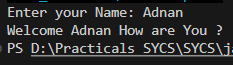 Enter your Name: Adnan
Welcome Adnan How are You ?
PS D:\Practicals SYCS\SYCS\j